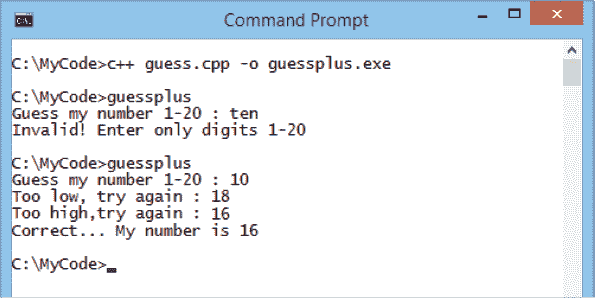 Command Prompt
C:\MyCode>c++ guess.cpp -o guessplus.exe
C:\MyCode>guessplus
Guess my number 1-20 : ten
Invalid! Enter only digits 1-20
C:\MyCode>guessplus
Guess my number 1-20 : 10
Too low, try again : 18
Too high,try again : 16
Correct... My number is 16
C:\MyCode>